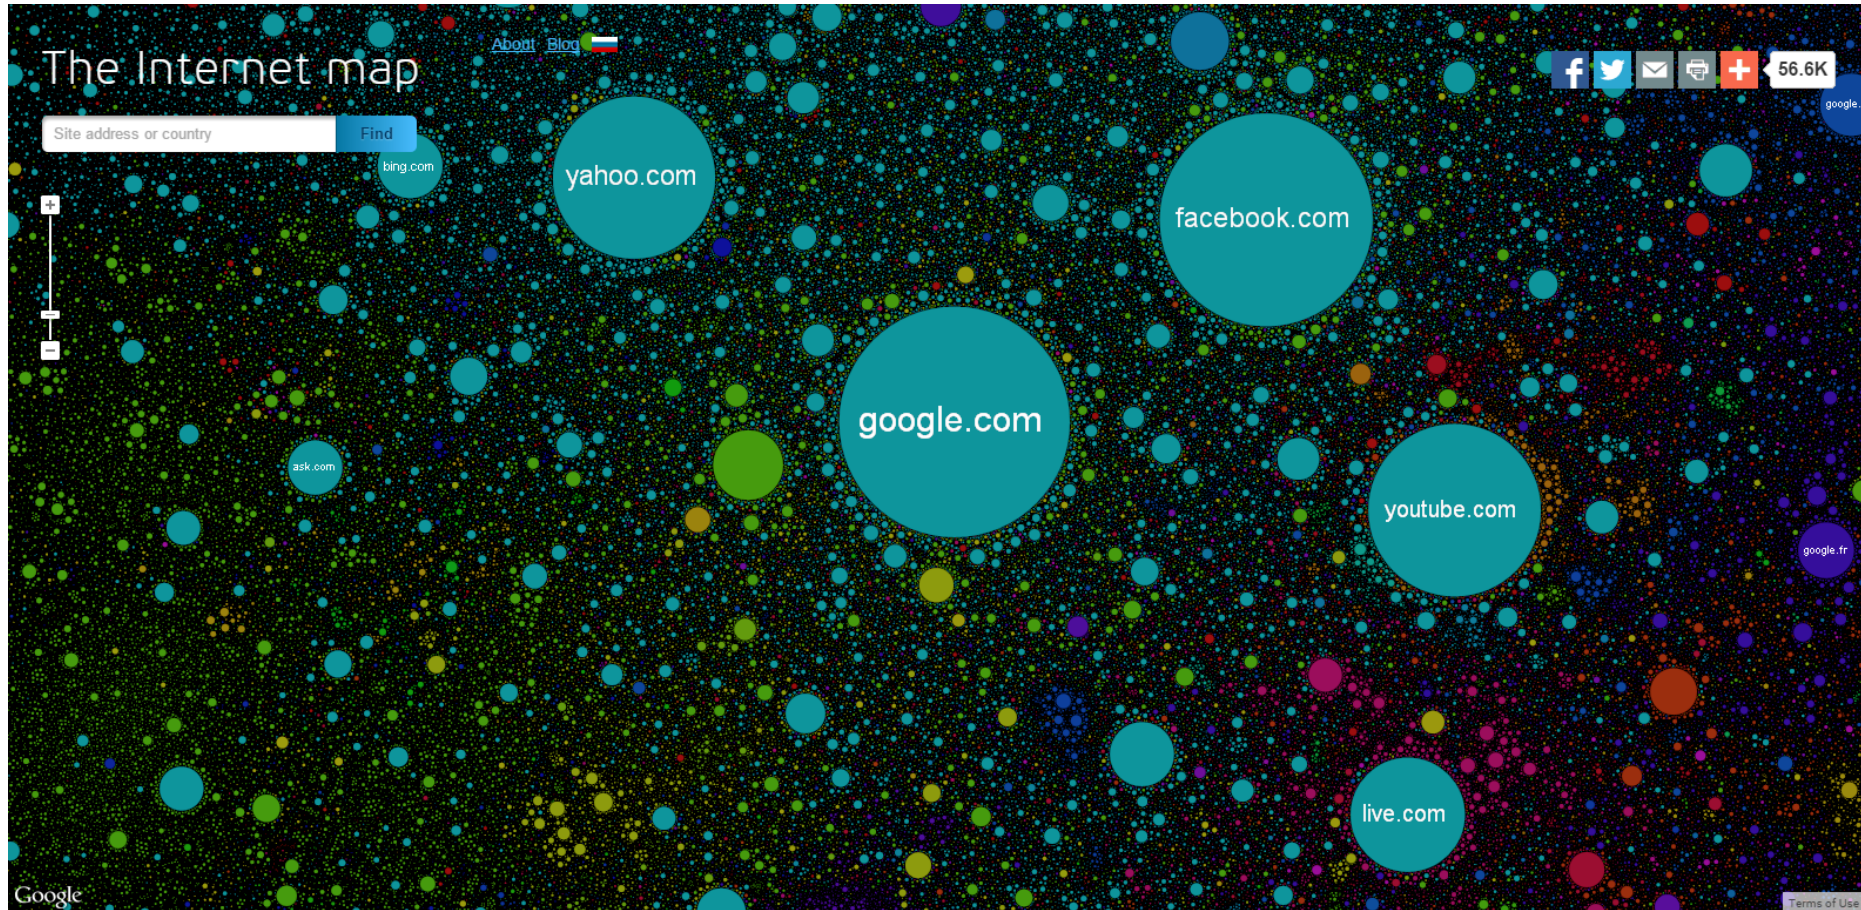 About Blog
The Internet map
56.6K
google.
Site address or country Find
bing.com
yahoo.com
facebook.com
google.com
ask.com
youtube.com
google.fr
live.com
Google
Terms of Use